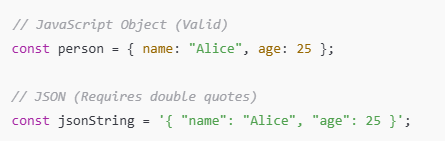 // JavaScript Object (Valid)
const person = { name: "Alice", age: 25 };
// JSON (Requires double quotes)
const jsonString = '{ "name": "Alice", "age": 25 }';